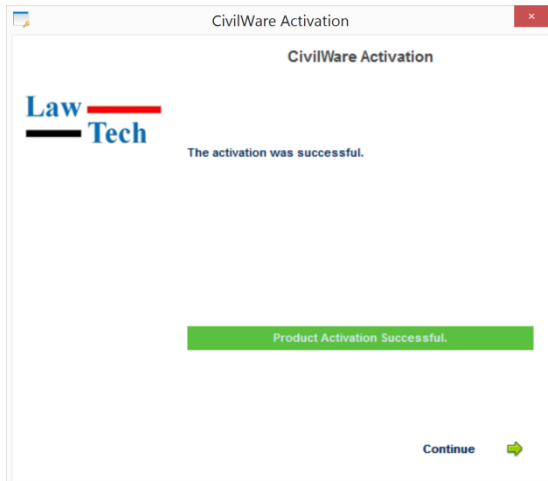 CivilWare Activation
CivilWare Activation
Law
Tech
The activation was successful.
Product Activation Successful.
Continue